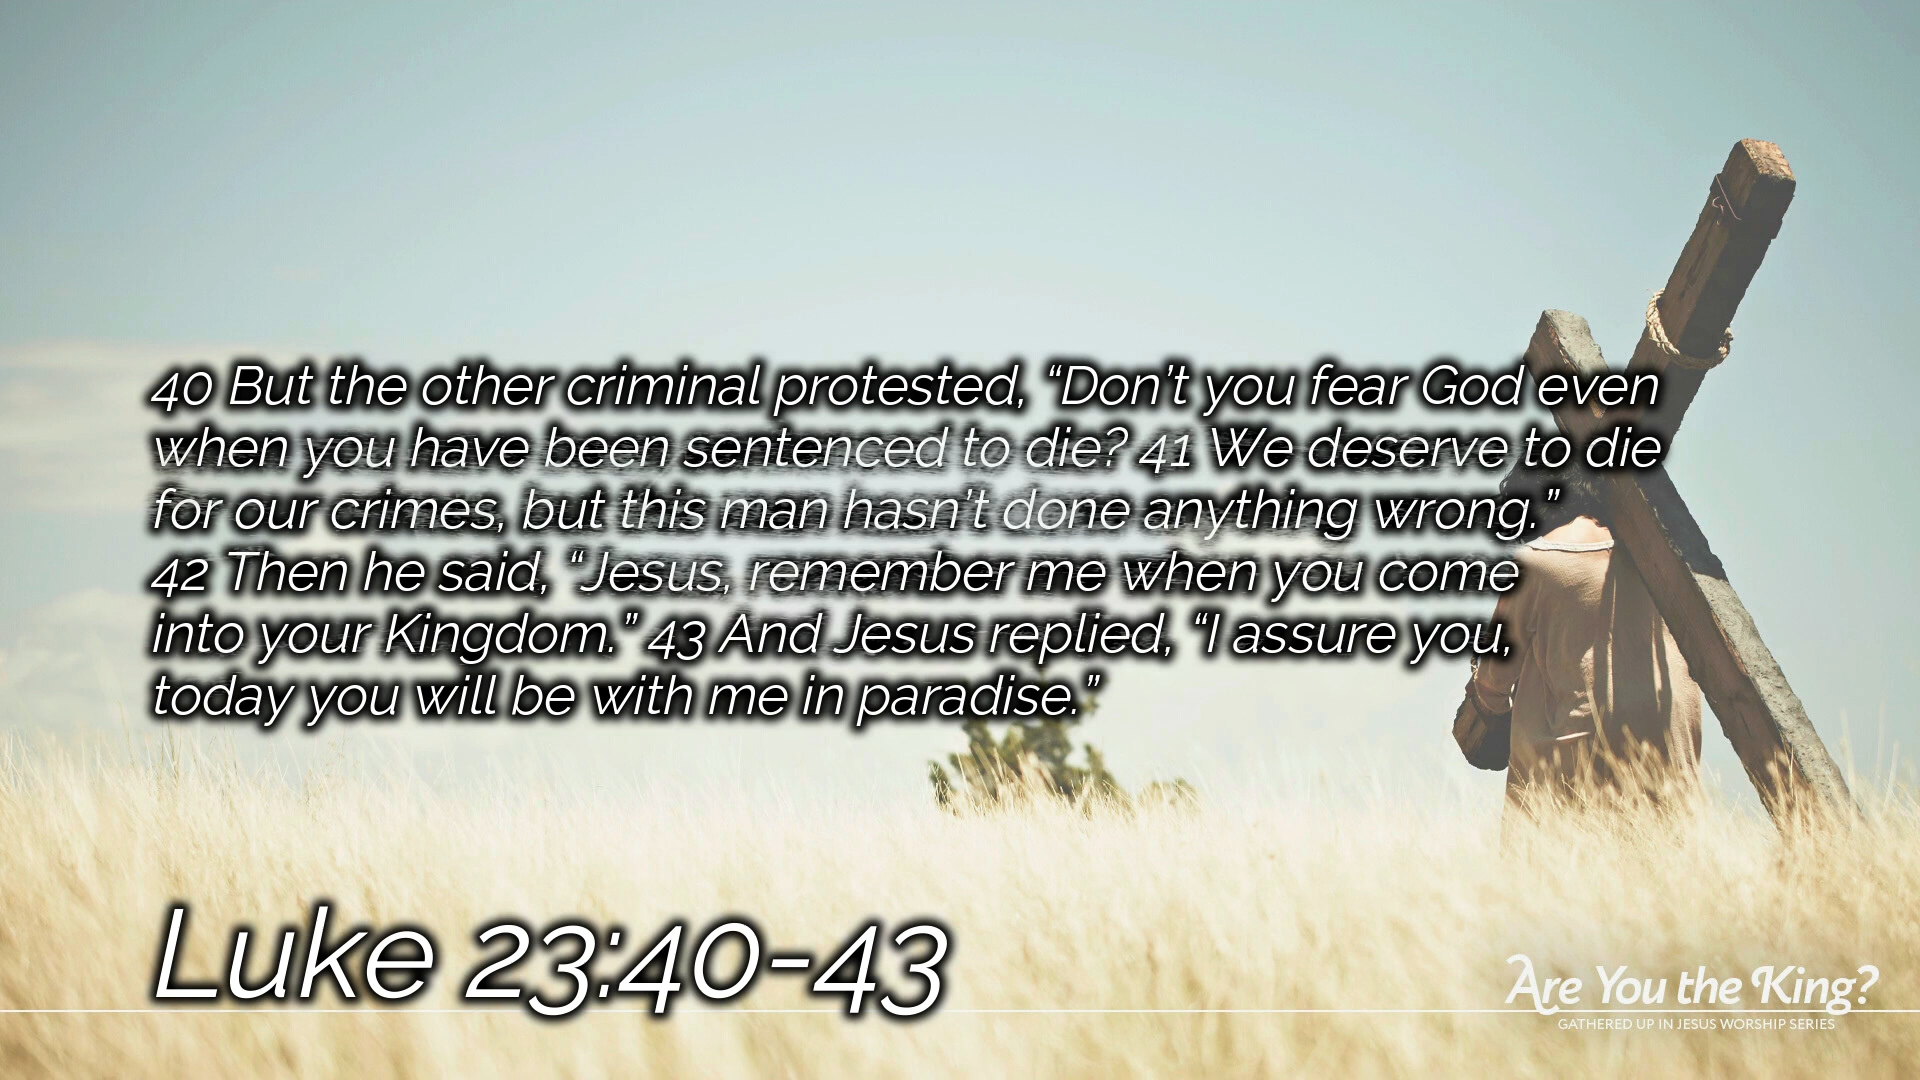 40 But the other criminal protested, “Don’t you fear God even
when you have been sentenced to die? 41 We deserve to die
for our crimes, but this man hasn’t done anything wrong.”
42 Then he said, “Jesus, remember me when you come
into your Kingdom.” 43 And Jesus replied, “I assure you,
today you will be with me in paradise.”
Luke 23:40-43
Are You the King?
GATHERED UP IN JESUS WORSHIP SERIES